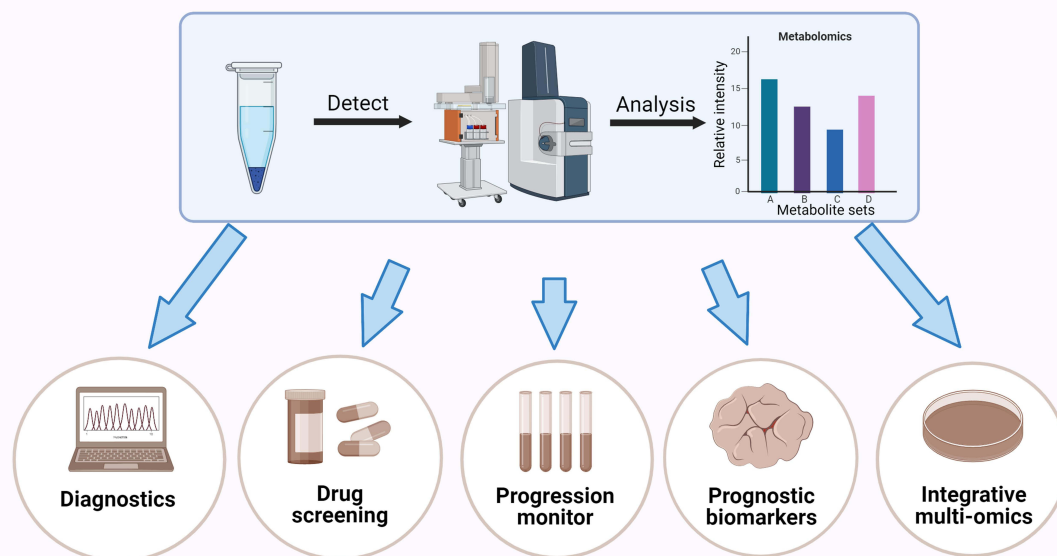 Detect
Analysis
Metabolomics
Relative intensity
20
15
10
5
0
A B C D
Metabolite sets
Diagnostics
Drug
screening
Progression
monitor
Prognostic
biomarkers
Integrative
multi-omics